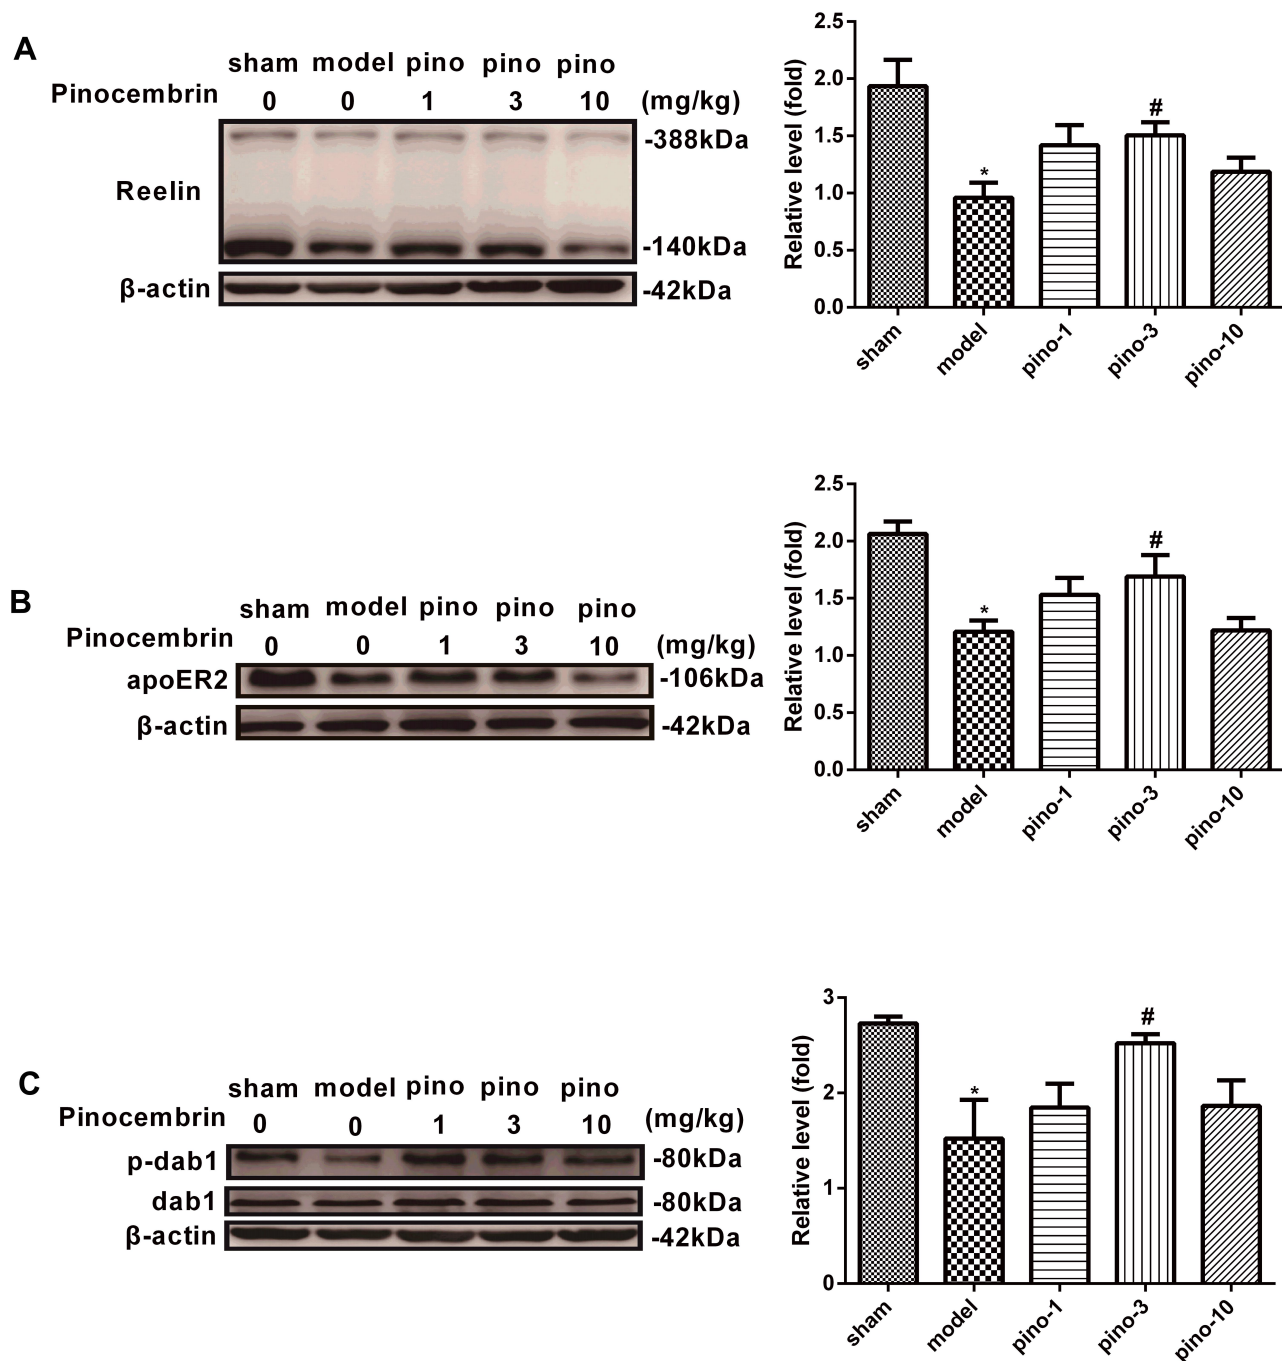 A
sham model pino pino pino
Pinocembrin 0 0 1 3 10 (mg/kg)
-388kDa
Reelin
-140kDa
β-actin -42kDa
Relative level (fold)
2.5
2.0
1.5
1.0
0.5
0.0
*
#
sham model pino-1 pino-3 pino-10
B
sham model pino pino pino
Pinocembrin 0 0 1 3 10 (mg/kg)
apoER2 -106kDa
β-actin -42kDa
Relative level (fold)
2.5
2.0
1.5
1.0
0.5
0.0
*
#
sham model pino-1 pino-3 pino-10
C
sham model pino pino pino
Pinocembrin 0 0 1 3 10 (mg/kg)
p-dab1 -80kDa
dab1 -80kDa
β-actin -42kDa
Relative level (fold)
3
2
1
0
*
#
sham model pino-1 pino-3 pino-10